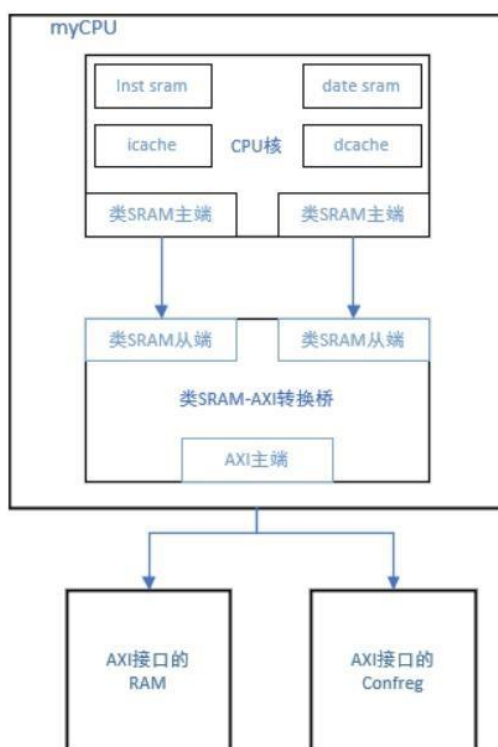 myCPU
Inst sram
date sram
icache
CPU核
dcache
类SRAM主端
类SRAM主端
类SRAM从端
类SRAM从端
类SRAM-AXI转换桥
AXI主端
AXI接口的
RAM
AXI接口的
Confreg